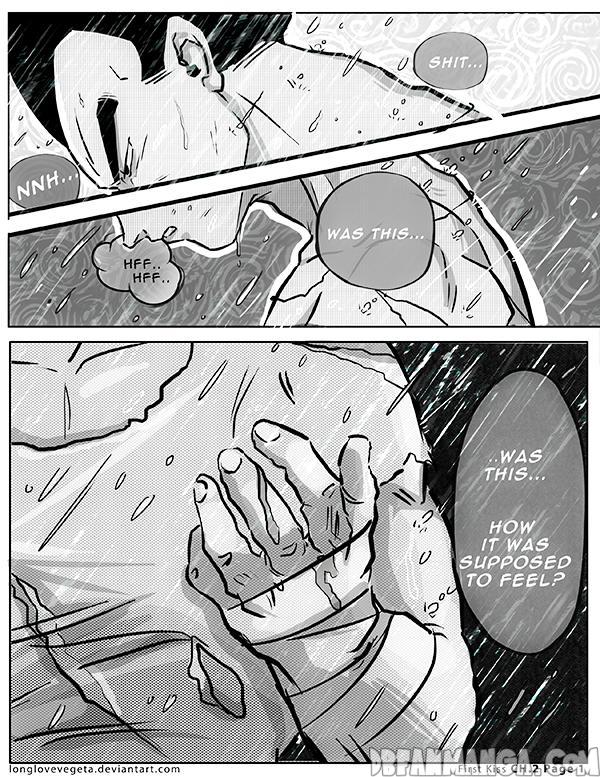 SHIT...
NNH...
WAS THIS...
HFF..
HFF..
..WAS
THIS...
HOW
IT WAS
SUPPOSED
TO FEEL?
DBFANMANGA.COM
longlovevegeta.deviantart.com
First Kiss CH.2 Page 1